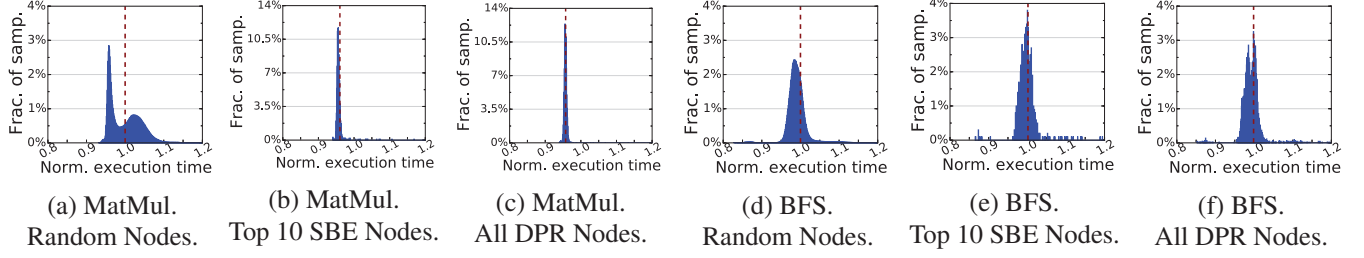 4%
3%
2%
1%
0%
Frac. of samp.
0.8
0.9
1.0
1.1
1.2
Norm. execution time
(a) MatMul.
Random Nodes.
14%
10,5%
7%
3.5%
0%
Frac. of samp.
0.8
0.9
1.0
1.1
1.2
Norm. execution time
(b) MatMul.
Top 10 SBE Nodes.
14%
10.5%
7%
3.5%
0%
Frac. of samp.
0.8
0.9
1.0
1.1
1.2
Norm. execution time
(c) MatMul.
All DPR Nodes.
4%
3%
2%
1%
0%
Frac. of samp.
0.8
0.9
1.0
1.1
1.2
Norm. execution time
(d) BFS.
Random Nodes.
4%
3%
2%
1%
0%
Frac. of samp.
0.8
0.9
1.0
1.1
1.2
Norm. execution time
(e) BFS.
Top 10 SBE Nodes.
4%
3%
2%
1%
0%
Frac. of samp.
0.8
0.9
1.0
1.1
1.2
Norm. execution time
(f) BFS.
All DPR Nodes.